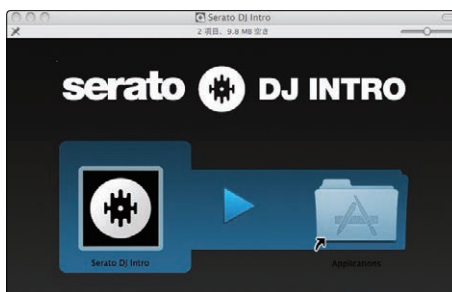 Serato DJ Intro
2 項目、9.8 MB 空き
serato DJ INTRO
Serato DJ Intro
Applications